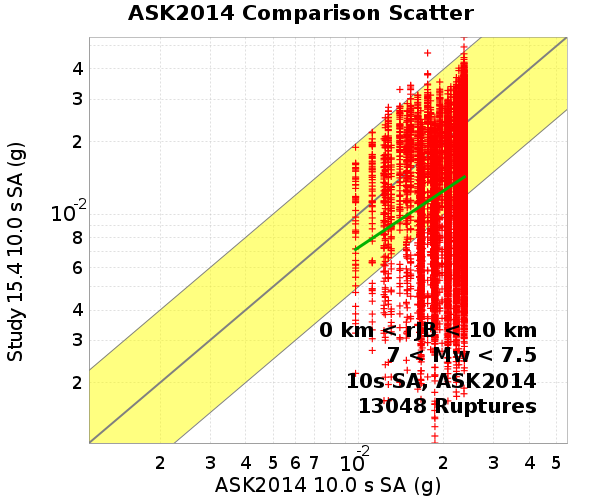 ASK2014 Comparison Scatter
Study 15.4 10.0 s SA (g)
4
3
2
10-2
8
6
4
3
2
0 km < rJB < 10 km
7 < Mw < 7.5
10s SA, ASK2014
13048 Ruptures
2 3 4 5 6 7 10-2 2 3 4 5
ASK2014 10.0 s SA (g)